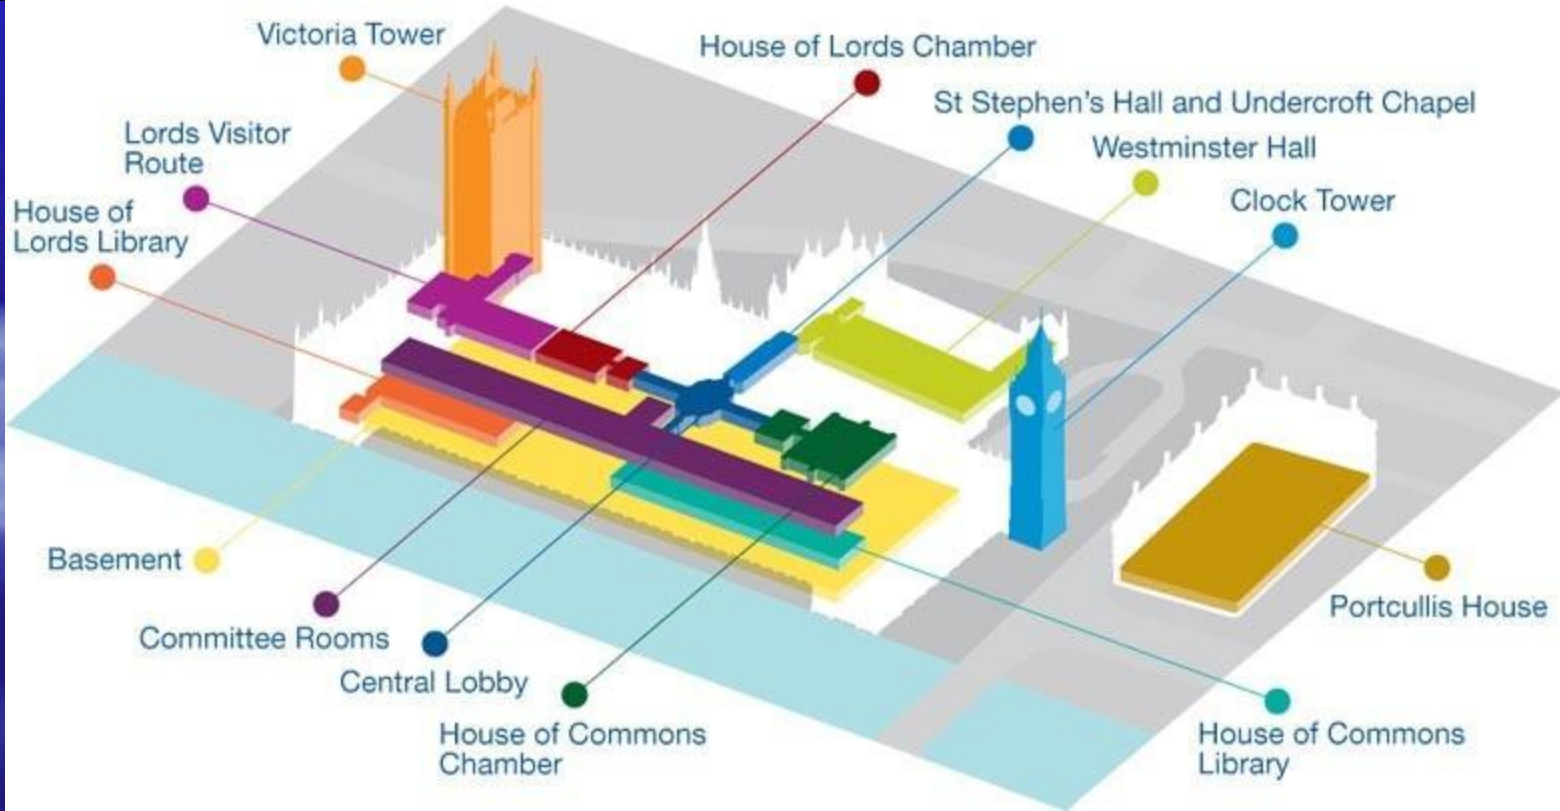 Victoria Tower
House of Lords Chamber
St Stephen's Hall and Undercroft Chapel
Lords Visitor
Route
Westminster Hall
Clock Tower
House of
Lords Library
Basement
Portcullis House
Committee Rooms
Central Lobby
House of Commons
Chamber
House of Commons
Library